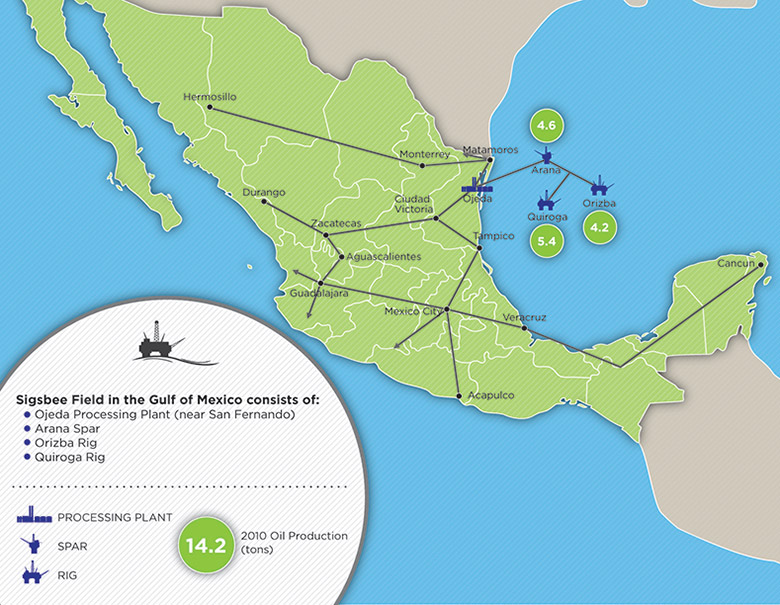 Hermosillo
Monterrey
Matamoros
4.6
Arana
Durango
Ciudad
Victoria
Ojeda
Orizba
Quiroga
4.2
5.4
Zacatecas
Tampico
Aguascalientes
Cancun
Guadalajara
Mexico City
Veracruz
Acapulco
Sigsbee Field in the Gulf of Mexico consists of:
Ojeda Processing Plant (near San Fernando)
Arana Spar
Orizba Rig
Quiroga Rig
PROCESSING PLANT
SPAR
RIG
14.2
2010 Oil Production
(tons)